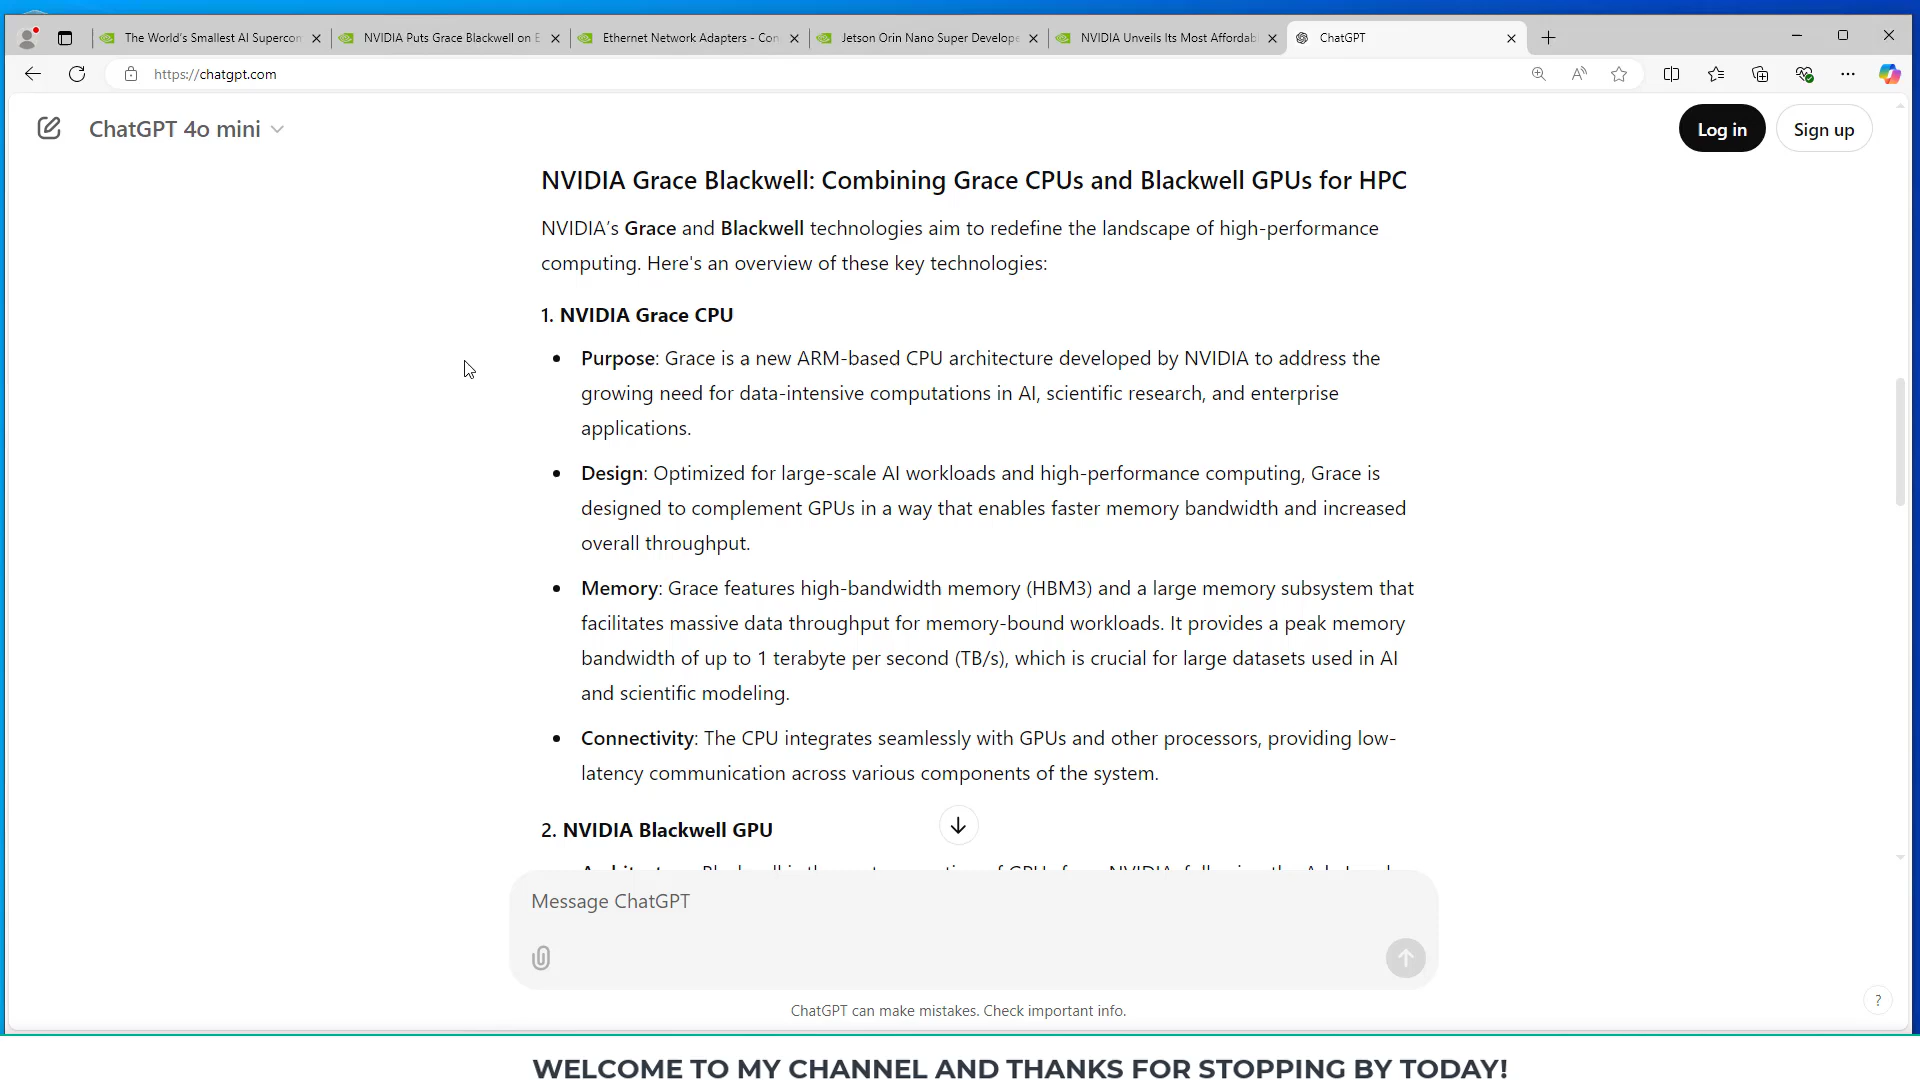 The World's Smallest AI Supercom
NVIDIA Puts Grace Blackwell on E
Ethernet Network Adapters - Con
Jetson Orin Nano Super Develope
NVIDIA Unveils Its Most Affordab
ChatGPT
https://chatgpt.com
ChatGPT 4o mini
Log in
Sign up
NVIDIA Grace Blackwell: Combining Grace CPUs and Blackwell GPUs for HPC
NVIDIA's Grace and Blackwell technologies aim to redefine the landscape of high-performance
computing. Here's an overview of these key technologies:
1. NVIDIA Grace CPU
• Purpose: Grace is a new ARM-based CPU architecture developed by NVIDIA to address the
growing need for data-intensive computations in AI, scientific research, and enterprise
applications.
• Design: Optimized for large-scale AI workloads and high-performance computing, Grace is
designed to complement GPUs in a way that enables faster memory bandwidth and increased
overall throughput.
• Memory: Grace features high-bandwidth memory (HBM3) and a large memory subsystem that
facilitates massive data throughput for memory-bound workloads. It provides a peak memory
bandwidth of up to 1 terabyte per second (TB/s), which is crucial for large datasets used in AI
and scientific modeling.
• Connectivity: The CPU integrates seamlessly with GPUs and other processors, providing low-
latency communication across various components of the system.
2. NVIDIA Blackwell GPU
Message ChatGPT
ChatGPT can make mistakes. Check important info.
?
WELCOME TO MY CHANNEL AND THANKS FOR STOPPING BY TODAY!